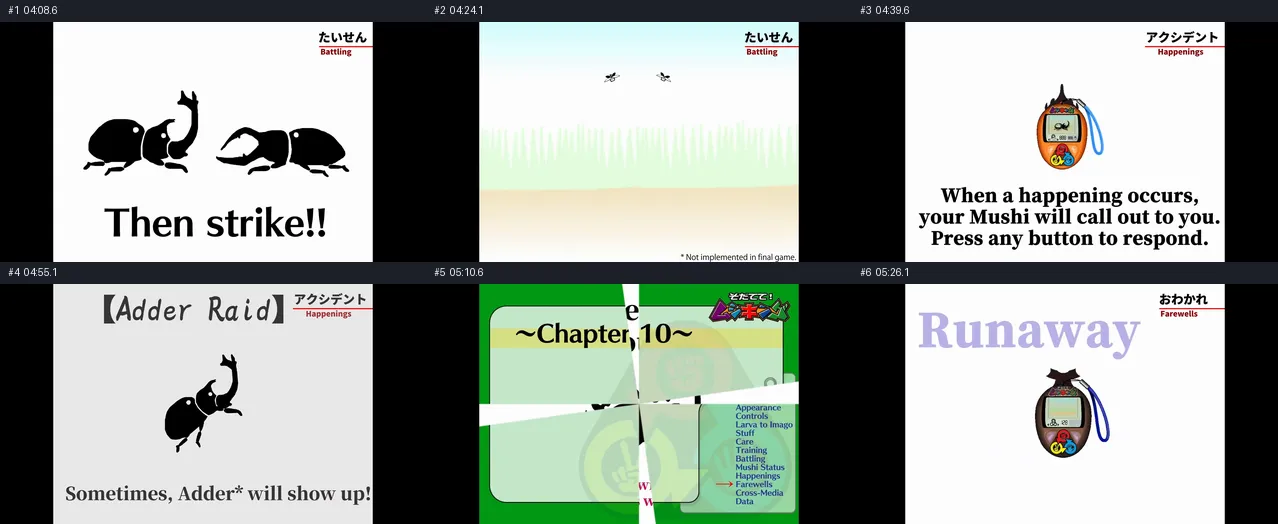 #1 04:08.6
たいせん
Battling
Then strike!!
#2 04:24.1
たいせん
Battling
* Not implemented in final game.
#3 04:39.6
アクシデント
Happenings
When a happening occurs,
your Mushi will call out to you.
Press any button to respond.
#4 04:55.1
【Adder Raid】
アクシデント
Happenings
Sometimes, Adder* will show up!
#5 05:10.6
そだてて!
ムシキング
~Chapter 10~
Appearance
Controls
Larva to Imago
Stuff
Care
Training
Battling
Mushi Status
Happenings
Farewells
Cross-Media
Data
#6 05:26.1
おわかれ
Farewells
Runaway